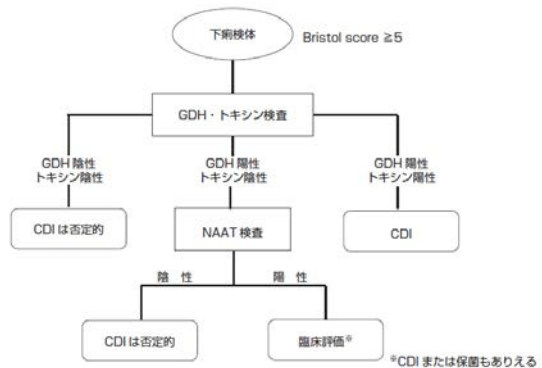 下痢検体
Bristol score ≧5
GDH・トキシン検査
GDH 陰性
トキシン陰性
GDH 陽性
トキシン陰性
GDH 陽性
トキシン陽性
CDI は否定的
NAAT 検査
CDI
陰 性
陽 性
CDI は否定的
臨床評価※
※CDI または保菌もありえる